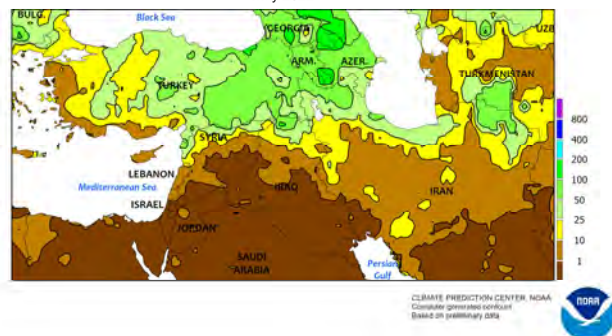 Black Sea
BULG.
GEORGIA
UZB
ARM.
AZER.
TURKEY
TURKMENISTAN
SYRIA
LEBANON
Mediterranean Sea
IRAQ
IRAN
ISRAEL
JORDAN
SAUDI
ARABIA
Persian
Gulf
800
400
200
100
50
25
10
1
CLIMATE PREDICTION CENTER, NOAA
Computer generated contours
Based on preliminary data
NOAA